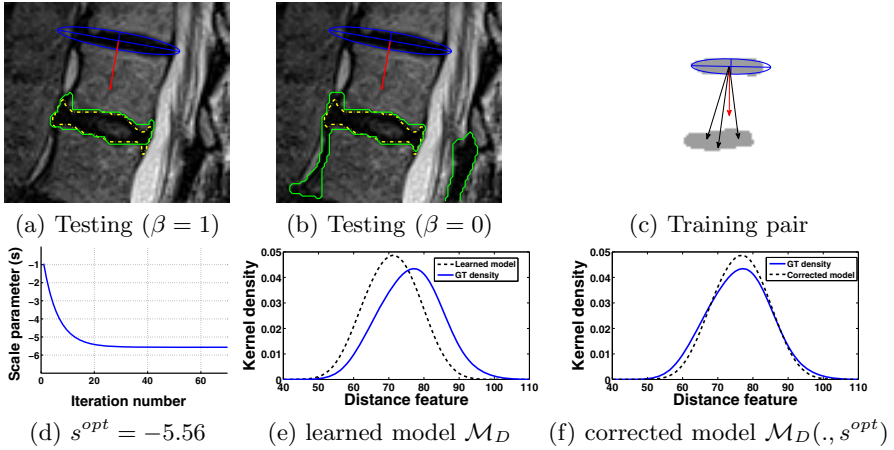 (a) Testing (β = 1)
(b) Testing (β=0)
(c) Training pair
Scale parameter (s)
−1
−2
−3
−4
−5
−6
0
20
40
60
Iteration number
Kernel density
0.05
0.04
0.03
0.02
0.01
0
40
50
60
70
80
90
100
110
Distance feature
Learned model
GT density
Kernel density
0.05
0.04
0.03
0.02
0.01
0
40
50
60
70
80
90
100
110
Distance feature
GT density
Corrected model
(d) s^{opt} = −5.56
(e) learned model ℳ_D
(f) corrected model ℳ_D(., s^{opt})